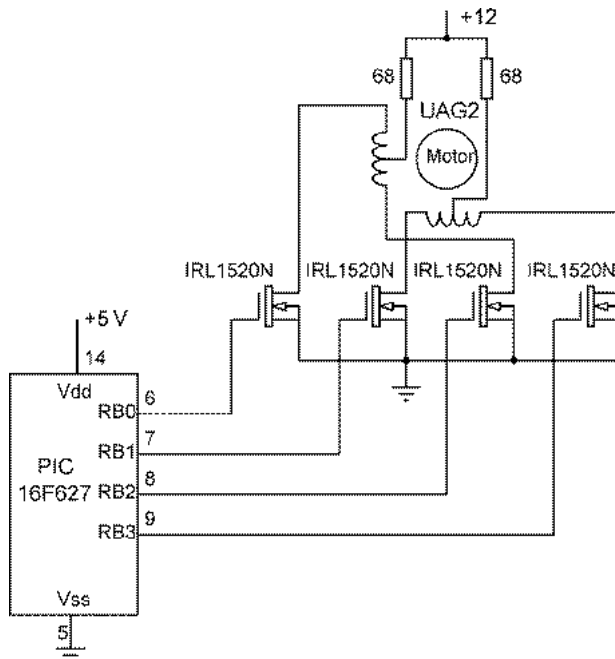 +12
68
68
UAG2
Motor
IRL1520N
IRL1520N
IRL1520N
IRL1520N
+5 V
14
Vdd
6
RB0
7
RB1
PIC
16F627
8
RB2
9
RB3
Vss
5